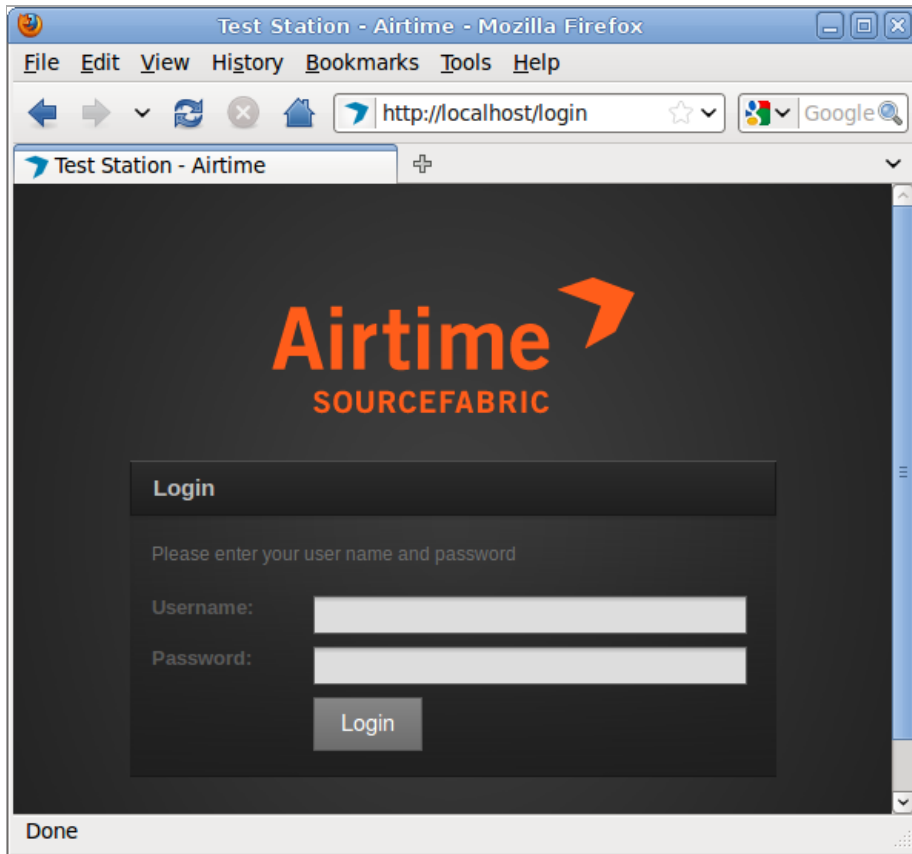 Test Station - Airtime - Mozilla Firefox
File Edit View History Bookmarks Tools Help
http://localhost/login Google
Test Station - Airtime
Airtime
SOURCEFABRIC
Login
Please enter your user name and password
Username:
Password:
Login
Done